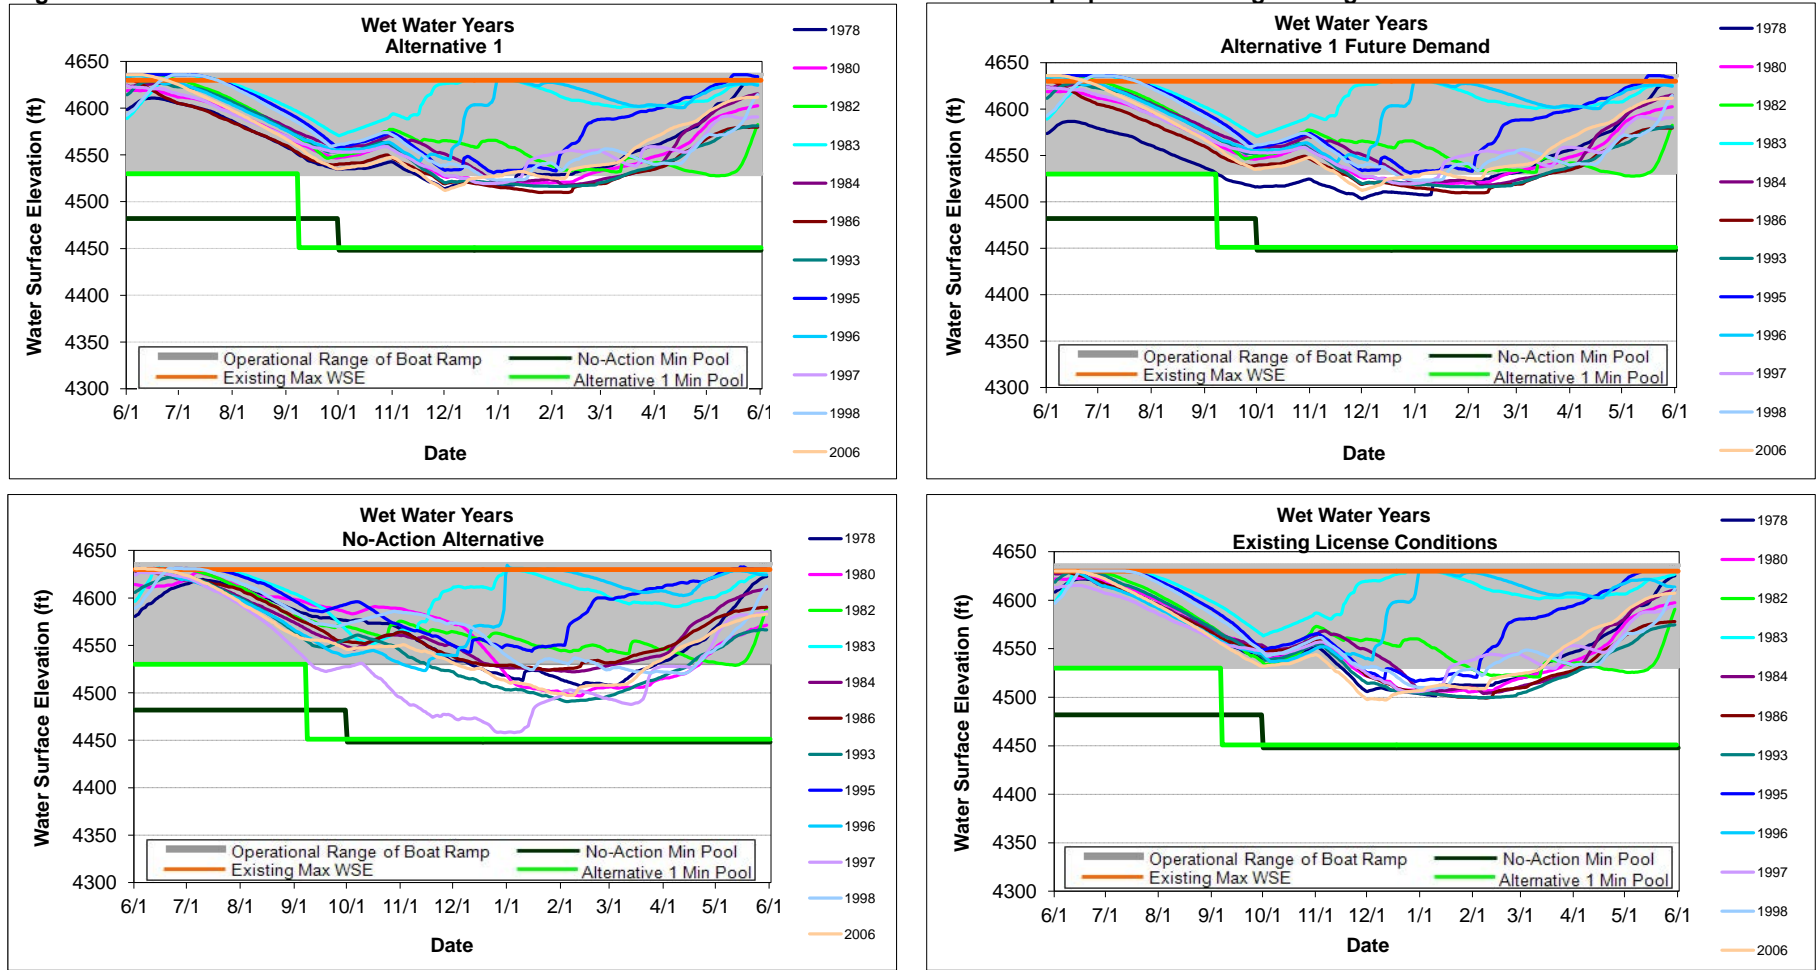 Wet Water Years
Alternative 1
Water Surface Elevation (ft)
4650
4600
4550
4500
4450
4400
4350
4300
6/1 7/1 8/1 9/1 10/1 11/1 12/1 1/1 2/1 3/1 4/1 5/1 6/1
Date
Operational Range of Boat Ramp
No-Action Min Pool
Existing Max WSE
Alternative 1 Min Pool
1978
1980
1982
1983
1984
1986
1993
1995
1996
1997
1998
2006
Wet Water Years
Alternative 1 Future Demand
Water Surface Elevation (ft)
4650
4600
4550
4500
4450
4400
4350
4300
6/1 7/1 8/1 9/1 10/1 11/1 12/1 1/1 2/1 3/1 4/1 5/1 6/1
Date
Operational Range of Boat Ramp
No-Action Min Pool
Existing Max WSE
Alternative 1 Min Pool
1978
1980
1982
1983
1984
1986
1993
1995
1996
1997
1998
2006
Wet Water Years
No-Action Alternative
Water Surface Elevation (ft)
4650
4600
4550
4500
4450
4400
4350
4300
6/1 7/1 8/1 9/1 10/1 11/1 12/1 1/1 2/1 3/1 4/1 5/1 6/1
Date
Operational Range of Boat Ramp
No-Action Min Pool
Existing Max WSE
Alternative 1 Min Pool
1978
1980
1982
1983
1984
1986
1993
1995
1996
1997
1998
2006
Wet Water Years
Existing License Conditions
Water Surface Elevation (ft)
4650
4600
4550
4500
4450
4400
4350
4300
6/1 7/1 8/1 9/1 10/1 11/1 12/1 1/1 2/1 3/1 4/1 5/1 6/1
Date
Operational Range of Boat Ramp
No-Action Min Pool
Existing Max WSE
Alternative 1 Min Pool
1978
1980
1982
1983
1984
1986
1993
1995
1996
1997
1998
2006